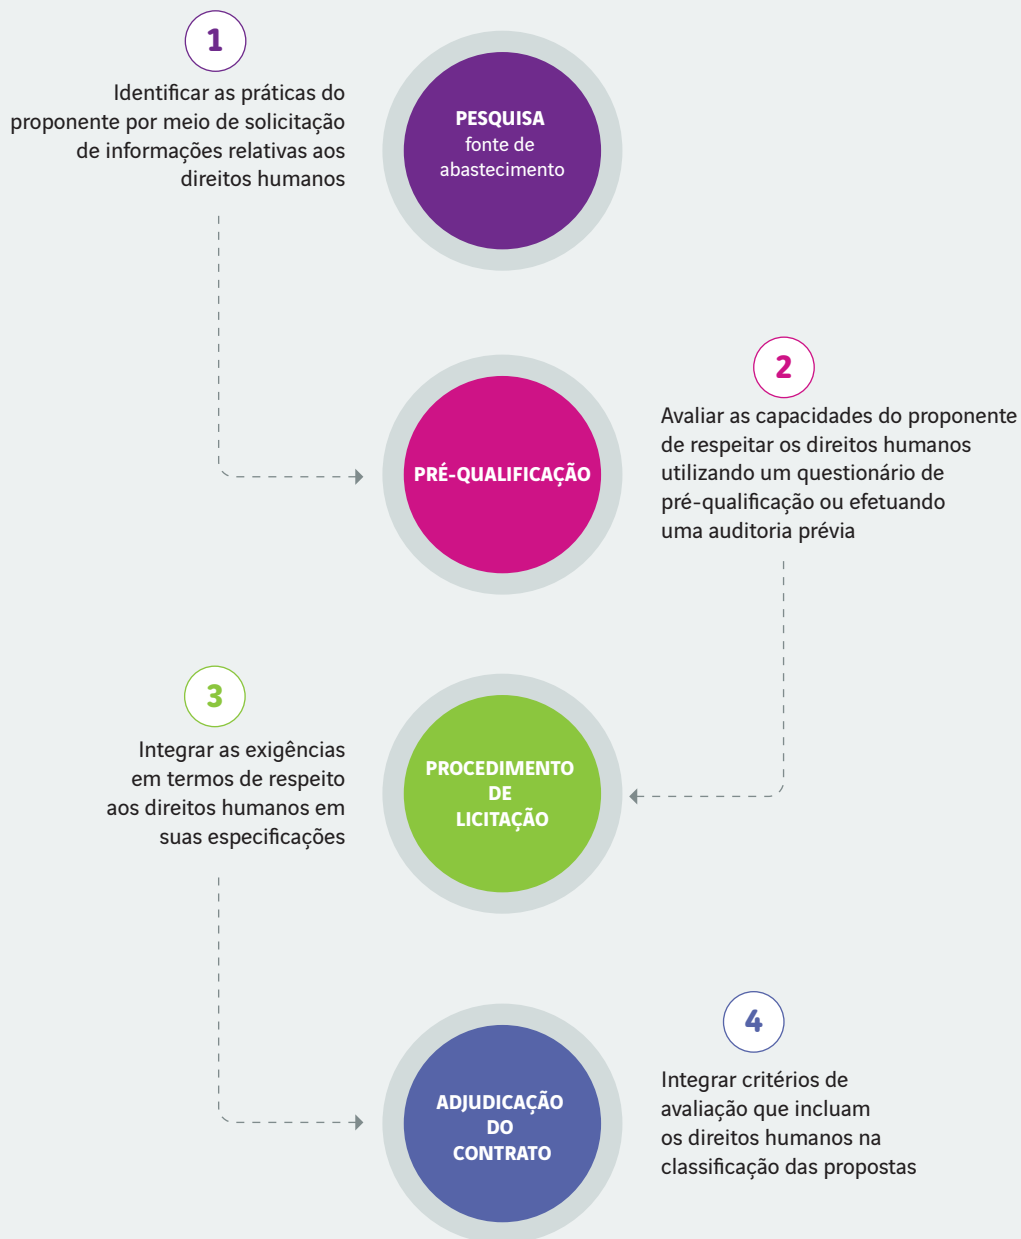 1
Identificar as práticas do
proponente por meio de solicitação
de informações relativas aos
direitos humanos
PESQUISA
fonte de
abastecimento
2
Avaliar as capacidades do proponente
de respeitar os direitos humanos
utilizando um questionário de
pré-qualificação ou efetuando
uma auditoria prévia
PRÉ-QUALIFICAÇÃO
3
Integrar as exigências
em termos de respeito
aos direitos humanos em
suas especificações
PROCEDIMENTO
DE
LICITAÇÃO
4
Integrar critérios de
avaliação que incluam
os direitos humanos na
classificação das propostas
ADJUDICAÇÃO
DO
CONTRATO